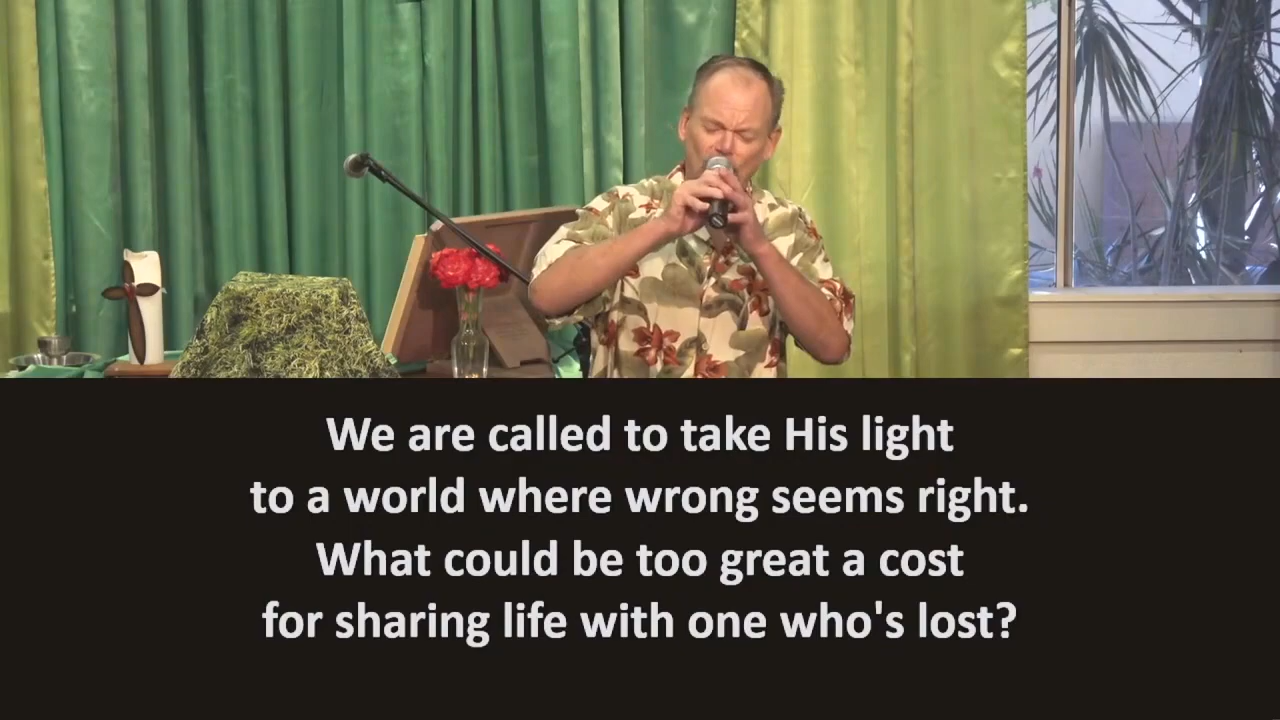 We are called to take His light
to a world where wrong seems right.
What could be too great a cost
for sharing life with one who's lost?